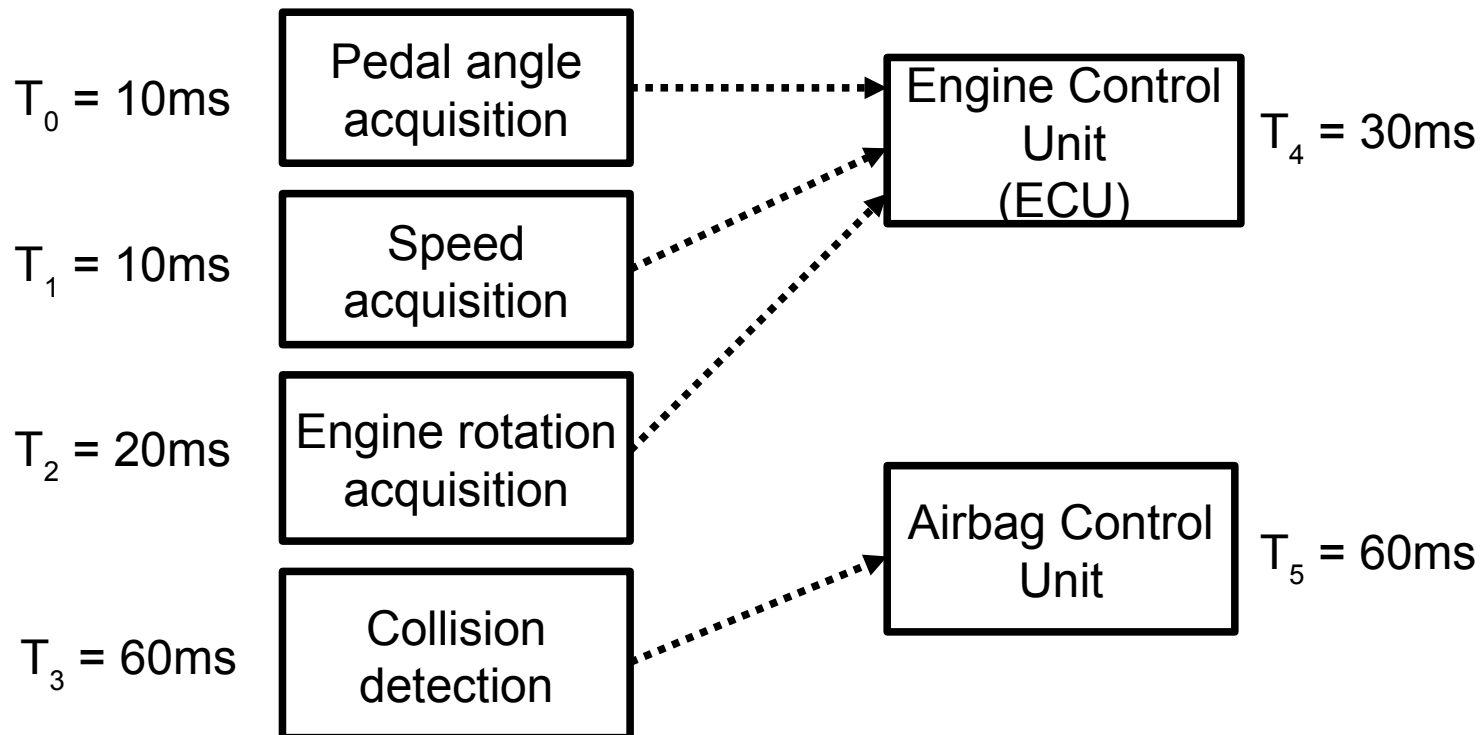 T₀ = 10ms
Pedal angle
acquisition
Engine Control
Unit
(ECU)
T₄ = 30ms
T₁ = 10ms
Speed
acquisition
T₂ = 20ms
Engine rotation
acquisition
Airbag Control
Unit
T₅ = 60ms
T₃ = 60ms
Collision
detection